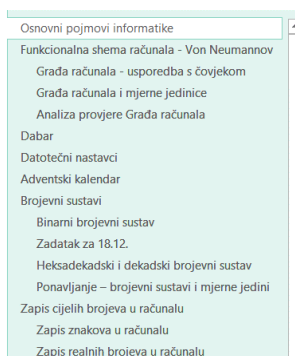 Osnovni pojmovi informatike
Funkcionalna shema računala - Von Neumannov
Građa računala - usporedba s čovjekom
Građa računala i mjerne jedinice
Analiza provjere Građa računala
Dabar
Datotečni nastavci
Adventski kalendar
Brojevni sustavi
Binarni brojevni sustav
Zadatak za 18.12.
Heksadekadski i dekadski brojevni sustav
Ponavljanje – brojevni sustavi i mjerne jedini
Zapis cijelih brojeva u računalu
Zapis znakova u računalu
Zapis realnih brojeva u računalu